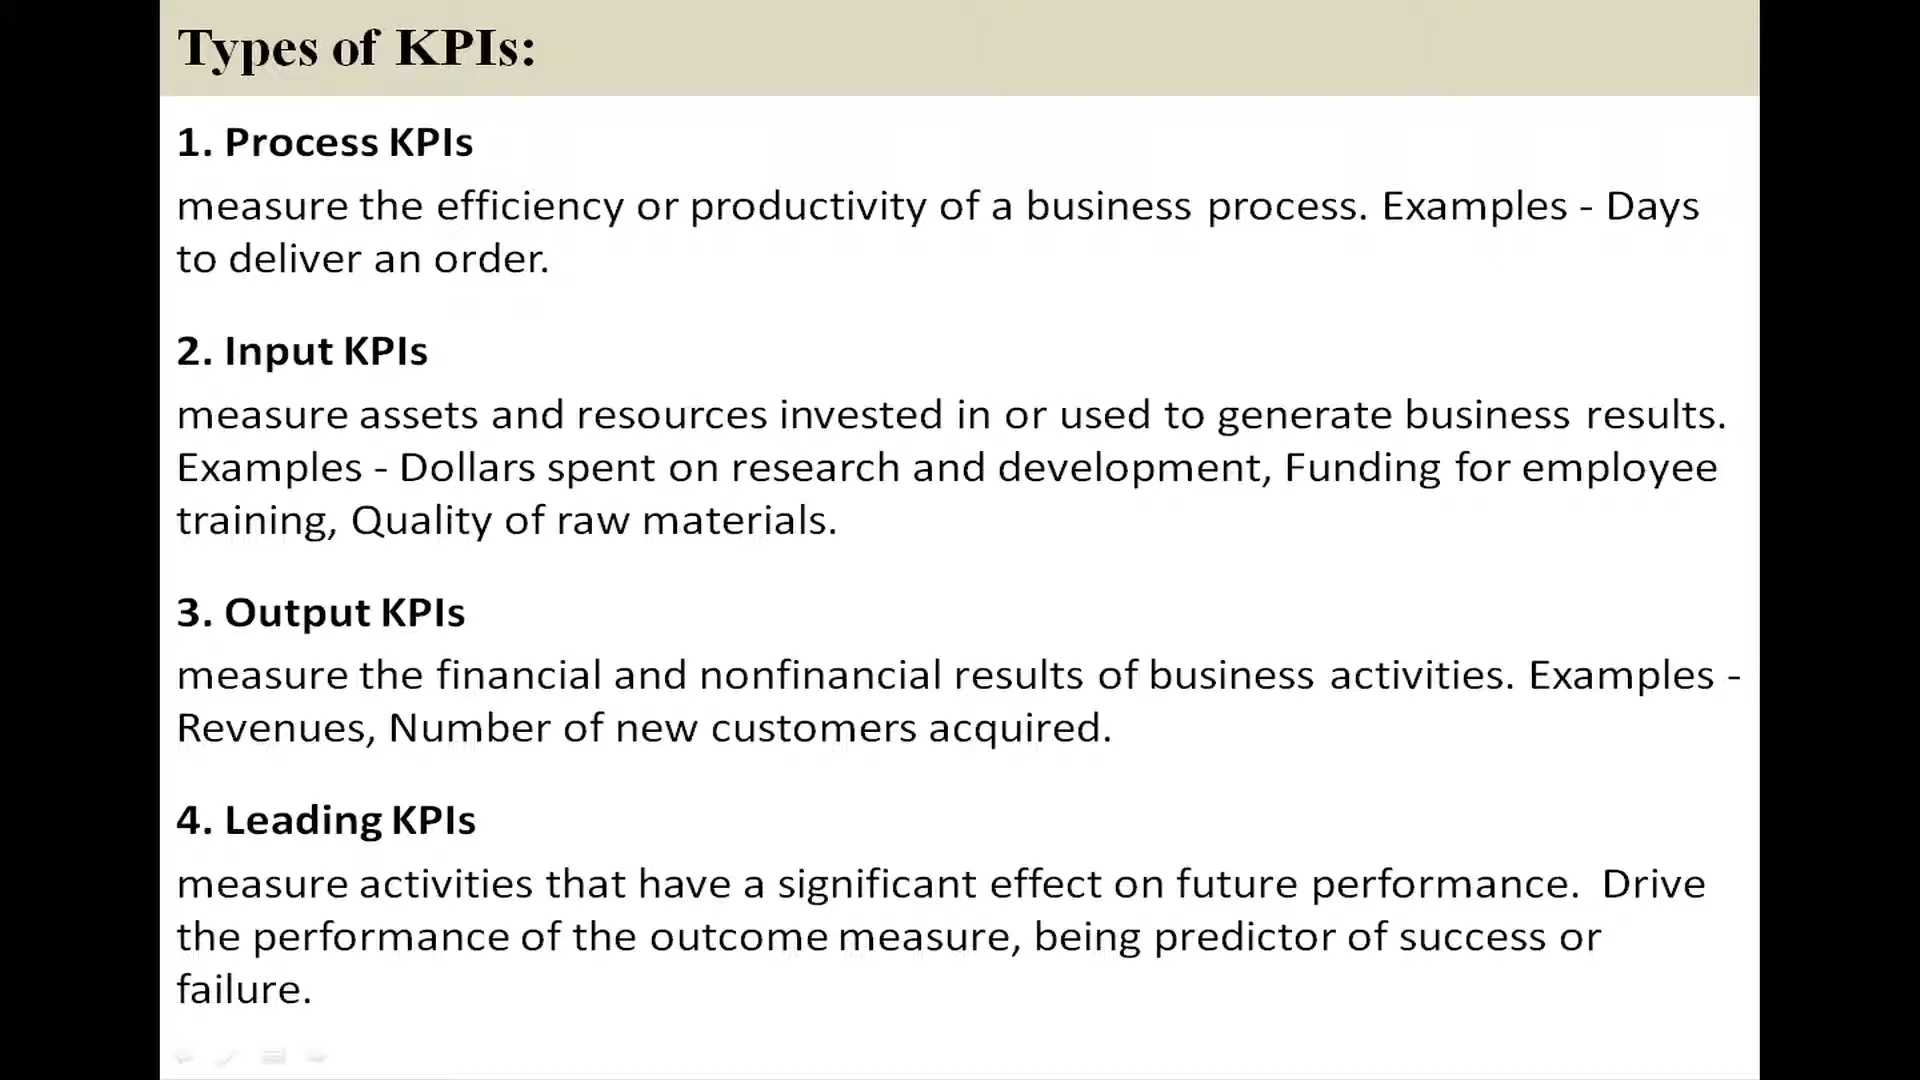 Types of KPIs:
1. Process KPIs
measure the efficiency or productivity of a business process. Examples - Days
to deliver an order.
2. Input KPIs
measure assets and resources invested in or used to generate business results.
Examples - Dollars spent on research and development, Funding for employee
training, Quality of raw materials.
3. Output KPIs
measure the financial and nonfinancial results of business activities. Examples -
Revenues, Number of new customers acquired.
4. Leading KPIs
measure activities that have a significant effect on future performance.  Drive
the performance of the outcome measure, being predictor of success or
failure.